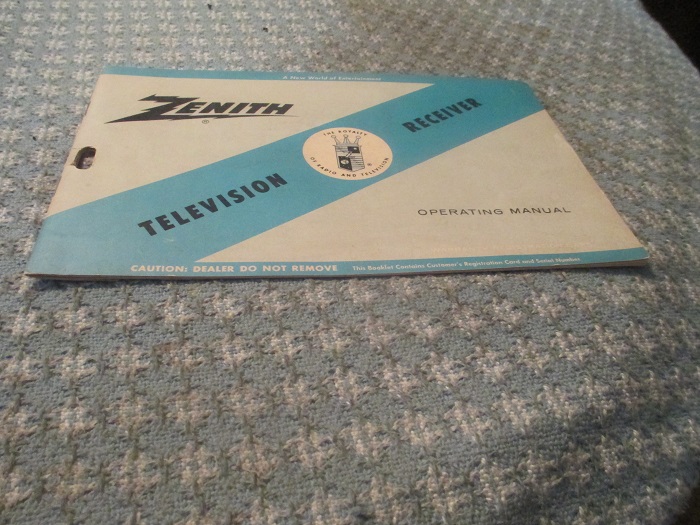 A New World of Entertainment
ZENITH
®
TELEVISION RECEIVER
THE ROYALTY
OF RADIO AND TELEVISION
®
OPERATING MANUAL
CAUTION: DEALER DO NOT REMOVE This Booklet Contains Customer's Registration Card and Serial Number